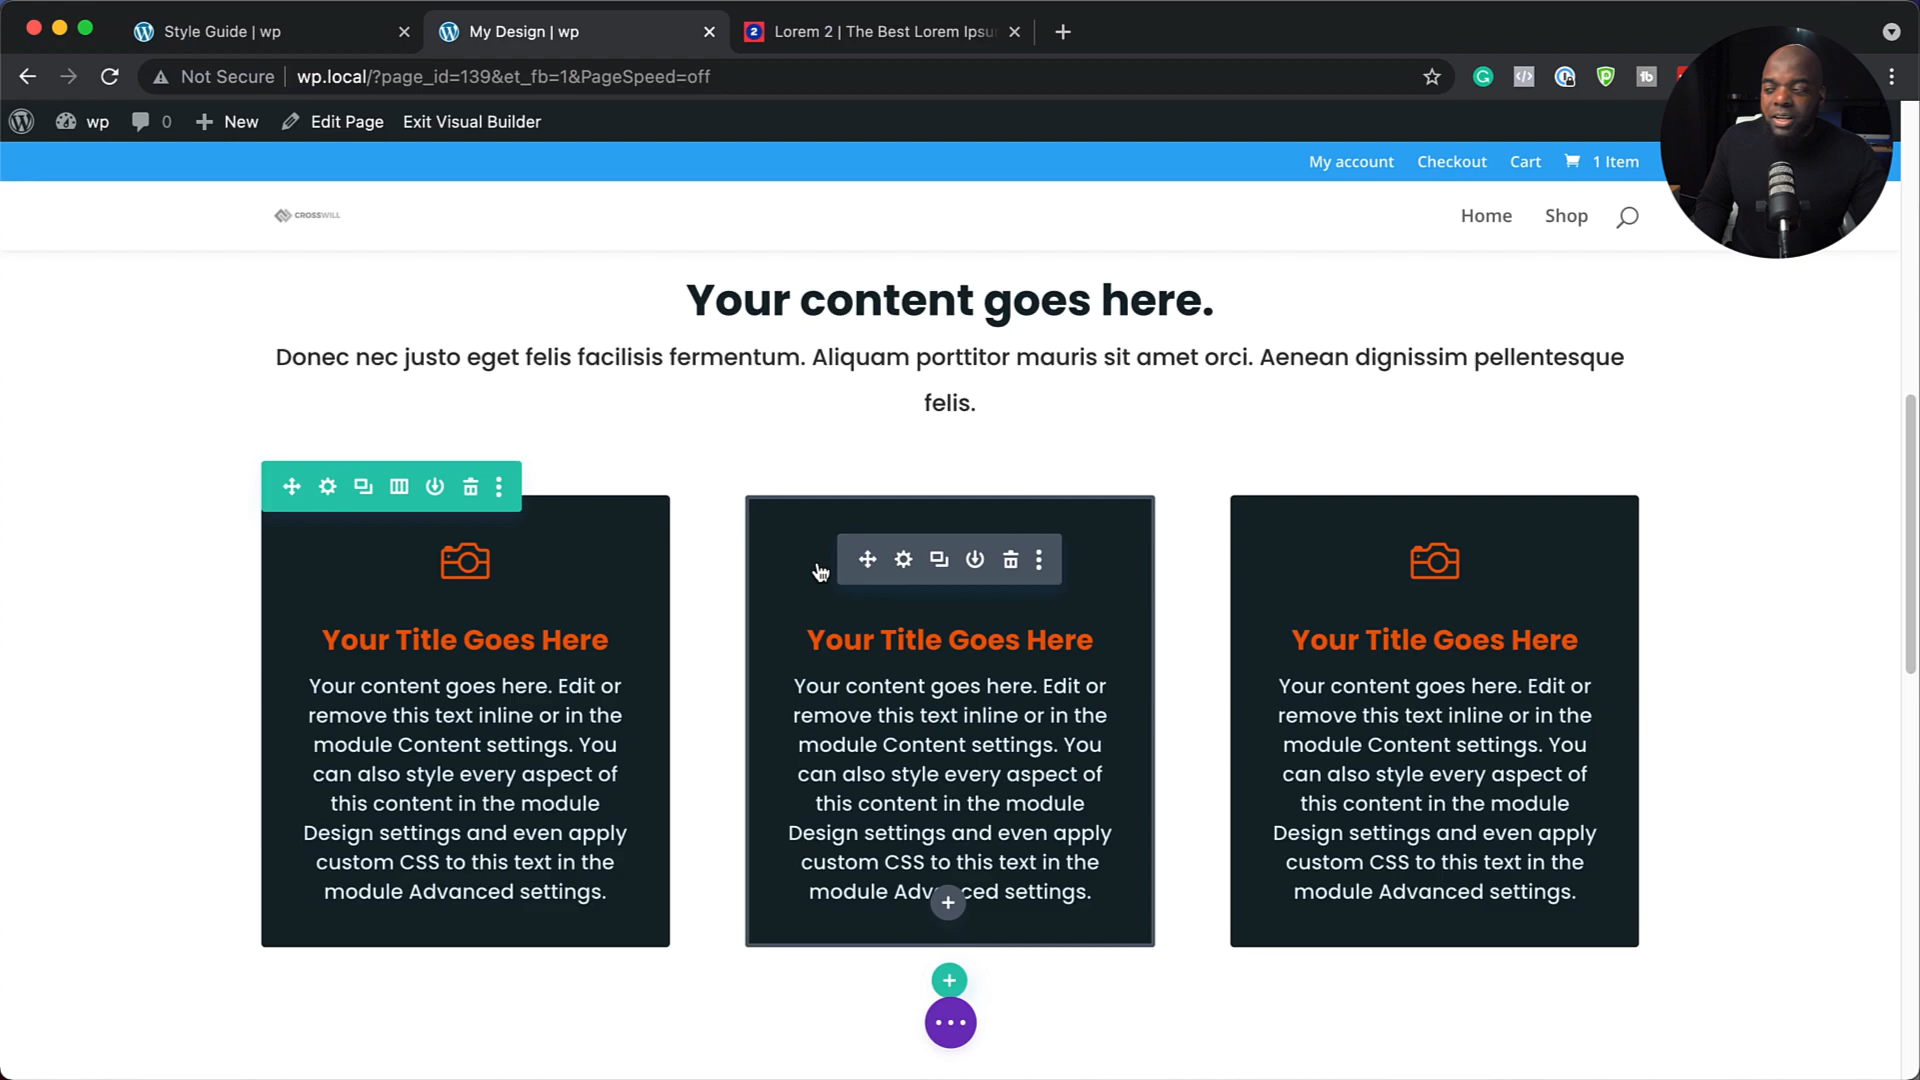 Style Guide | wp
My Design | wp
2 Lorem 2 | The Best Lorem Ipsu
Not Secure wp.local/?page_id=139&et_fb=1&PageSpeed=off
wp 0 New Edit Page Exit Visual Builder
My account Checkout Cart 1 Item
CROSSWILL Home Shop
Your content goes here.
Donec nec justo eget felis facilisis fermentum. Aliquam porttitor mauris sit amet orci. Aenean dignissim pellentesque
felis.
Your Title Goes Here
Your content goes here. Edit or
remove this text inline or in the
module Content settings. You
can also style every aspect of
this content in the module
Design settings and even apply
custom CSS to this text in the
module Advanced settings.
Your Title Goes Here
Your content goes here. Edit or
remove this text inline or in the
module Content settings. You
can also style every aspect of
this content in the module
Design settings and even apply
custom CSS to this text in the
module Advanced settings.
Your Title Goes Here
Your content goes here. Edit or
remove this text inline or in the
module Content settings. You
can also style every aspect of
this content in the module
Design settings and even apply
custom CSS to this text in the
module Advanced settings.